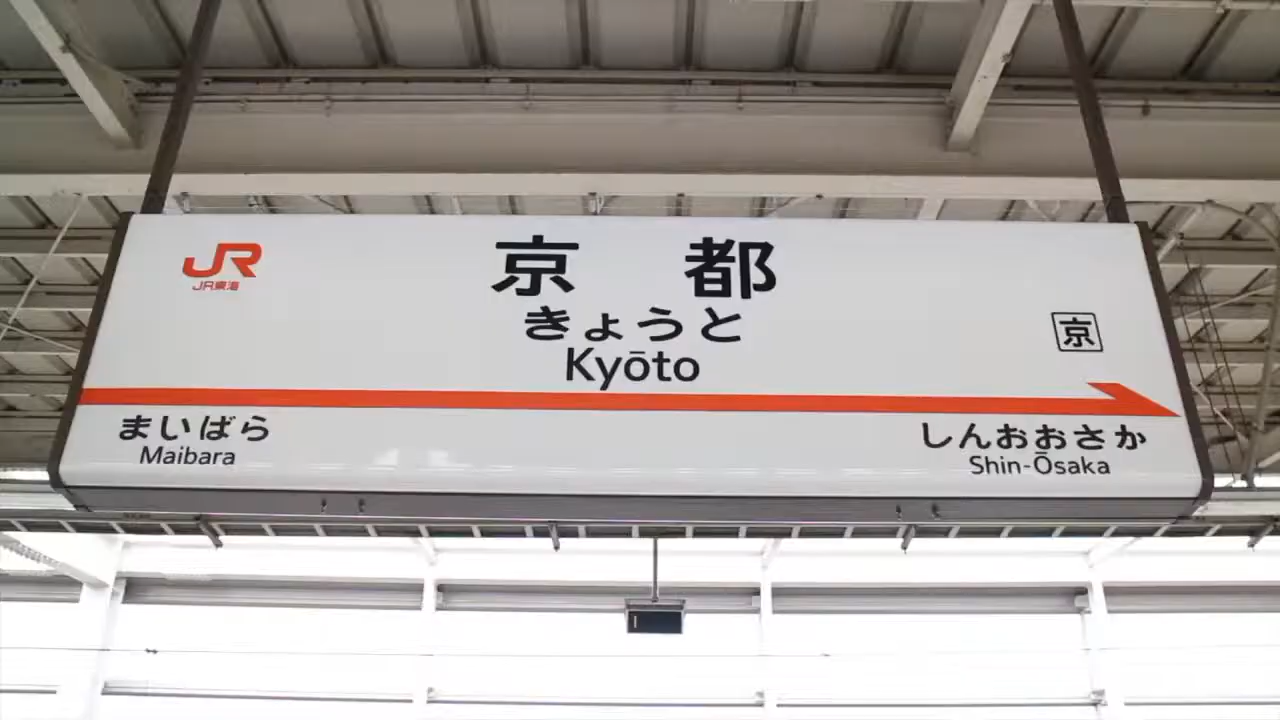 JR
JR東海
京都
きょうと
Kyōto
京
まいばら
Maibara
しんおおさか
Shin-Ōsaka